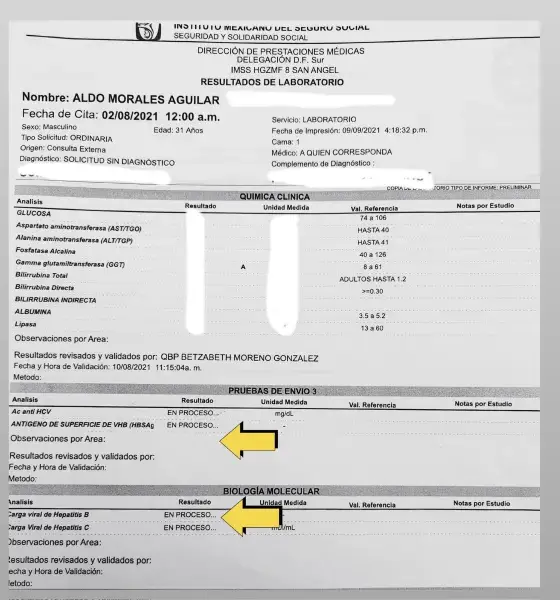 INSTITUTO MEXICANO DEL SEGURO SOCIAL
SEGURIDAD Y SOLIDARIDAD SOCIAL
DIRECCIÓN DE PRESTACIONES MÉDICAS
DELEGACIÓN D.F. Sur
IMSS HGZMF 8 SAN ANGEL
RESULTADOS DE LABORATORIO
Nombre: ALDO MORALES AGUILAR
Fecha de Cita: 02/08/2021 12:00 a.m.
Servicio: LABORATORIO
Sexo: Masculino Edad: 31 Años
Fecha de Impresión: 09/09/2021 4:18:32 p.m.
Tipo Solicitud: ORDINARIA
Cama: 1
Origen: Consulta Externa
Médico: A QUIEN CORRESPONDA
Diagnóstico: SOLICITUD SIN DIAGNÓSTICO
Complemento de Diagnóstico :
COPIA TIPO DE INFORME: PRELIMINAR
QUIMICA CLINICA
Analisis Resultado Unidad Medida Val. Referencia Notas por Estudio
GLUCOSA 74 a 106
Aspartato aminotransferasa (AST/TGO) HASTA 40
Alanina aminotransferasa (ALT/TGP) HASTA 41
Fosfatasa Alcalina 40 a 126
Gamma glutamiltransferasa (GGT) A 8 a 61
Bilirrubina Total ADULTOS HASTA 1.2
Bilirrubina Directa >=0.30
BILIRRUBINA INDIRECTA
ALBUMINA 3.5 a 5.2
Lipasa 13 a 60
Observaciones por Area:
Resultados revisados y validados por: QBP BETZABETH MORENO GONZALEZ
Fecha y Hora de Validación: 10/08/2021 11:15:04a. m.
Metodo:
PRUEBAS DE ENVIO 3
Analisis Resultado Unidad Medida Val. Referencia Notas por Estudio
Ac anti HCV EN PROCESO... mg/dL
ANTIGENO DE SUPERFICIE DE VHB (HBSAg EN PROCESO... -
Observaciones por Area:
Resultados revisados y validados por:
Fecha y Hora de Validación:
Metodo:
BIOLOGÍA MOLECULAR
Analisis Resultado Unidad Medida Val. Referencia Notas por Estudio
Carga viral de Hepatitis B EN PROCESO... -
Carga Viral de Hepatitis C EN PROCESO...
Observaciones por Area:
Resultados revisados y validados por:
Fecha y Hora de Validación:
Metodo: